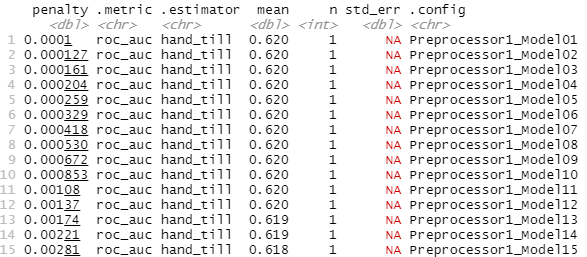 penalty .metric .estimator mean n std_err .config
<dbl> <chr> <chr> <dbl> <int> <dbl> <chr>
1 0.0001 roc_auc hand_till 0.620 1 NA Preprocessor1_Model01
2 0.000127 roc_auc hand_till 0.620 1 NA Preprocessor1_Model02
3 0.000161 roc_auc hand_till 0.620 1 NA Preprocessor1_Model03
4 0.000204 roc_auc hand_till 0.620 1 NA Preprocessor1_Model04
5 0.000259 roc_auc hand_till 0.620 1 NA Preprocessor1_Model05
6 0.000329 roc_auc hand_till 0.620 1 NA Preprocessor1_Model06
7 0.000418 roc_auc hand_till 0.620 1 NA Preprocessor1_Model07
8 0.000530 roc_auc hand_till 0.620 1 NA Preprocessor1_Model08
9 0.000672 roc_auc hand_till 0.620 1 NA Preprocessor1_Model09
10 0.000853 roc_auc hand_till 0.620 1 NA Preprocessor1_Model10
11 0.00108 roc_auc hand_till 0.620 1 NA Preprocessor1_Model11
12 0.00137 roc_auc hand_till 0.620 1 NA Preprocessor1_Model12
13 0.00174 roc_auc hand_till 0.619 1 NA Preprocessor1_Model13
14 0.00221 roc_auc hand_till 0.619 1 NA Preprocessor1_Model14
15 0.00281 roc_auc hand_till 0.618 1 NA Preprocessor1_Model15